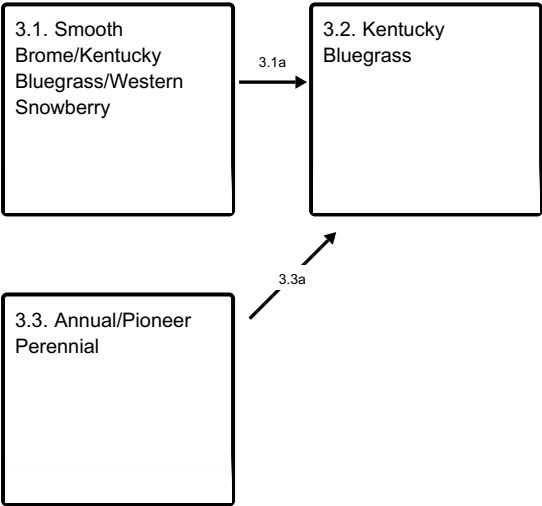 3.1. Smooth
Brome/Kentucky
Bluegrass/Western
Snowberry
3.1a
3.2. Kentucky
Bluegrass
3.3a
3.3. Annual/Pioneer
Perennial